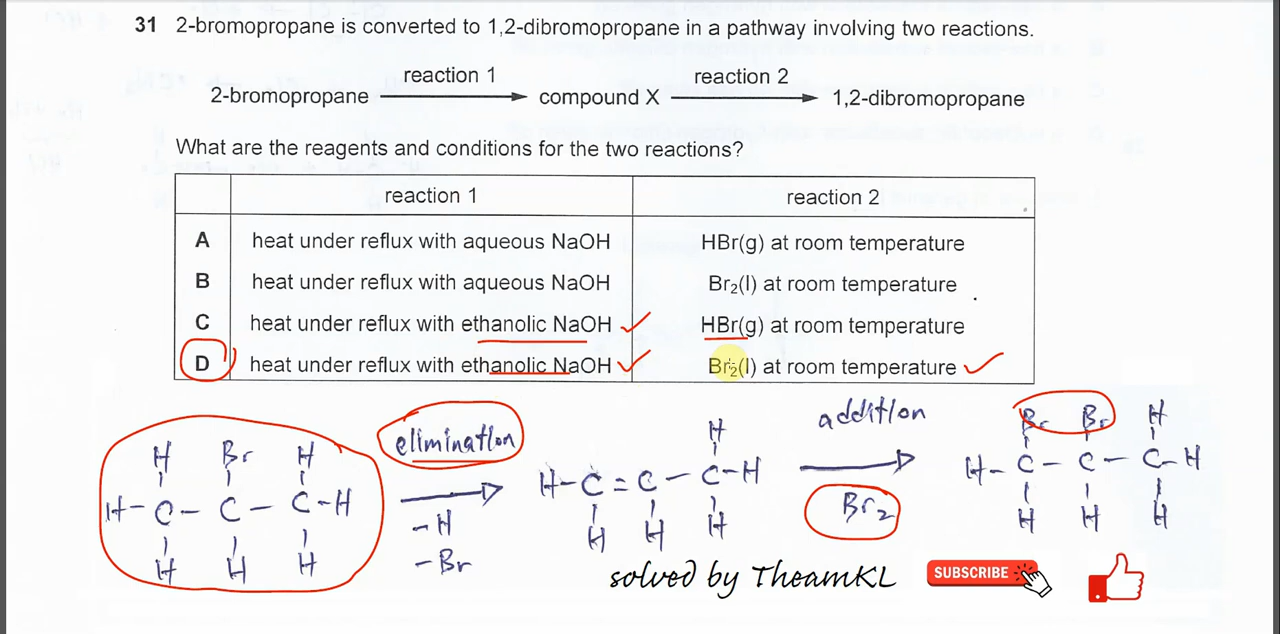 31 2-bromopropane is converted to 1,2-dibromopropane in a pathway involving two reactions.
reaction 1 reaction 2
2-bromopropane compound X 1,2-dibromopropane
What are the reagents and conditions for the two reactions?
reaction 1 reaction 2
A heat under reflux with aqueous NaOH HBr(g) at room temperature
B heat under reflux with aqueous NaOH Br₂(l) at room temperature
C heat under reflux with ethanolic NaOH HBr(g) at room temperature
D heat under reflux with ethanolic NaOH Br₂(l) at room temperature
elimination addition
H Br H H Br Br H
H-C-C-C-H H-C=C-C-H H-C-C-C-H
H H H H H H H H H
-H Br₂
-Br
solved by TheamKL SUBSCRIBE